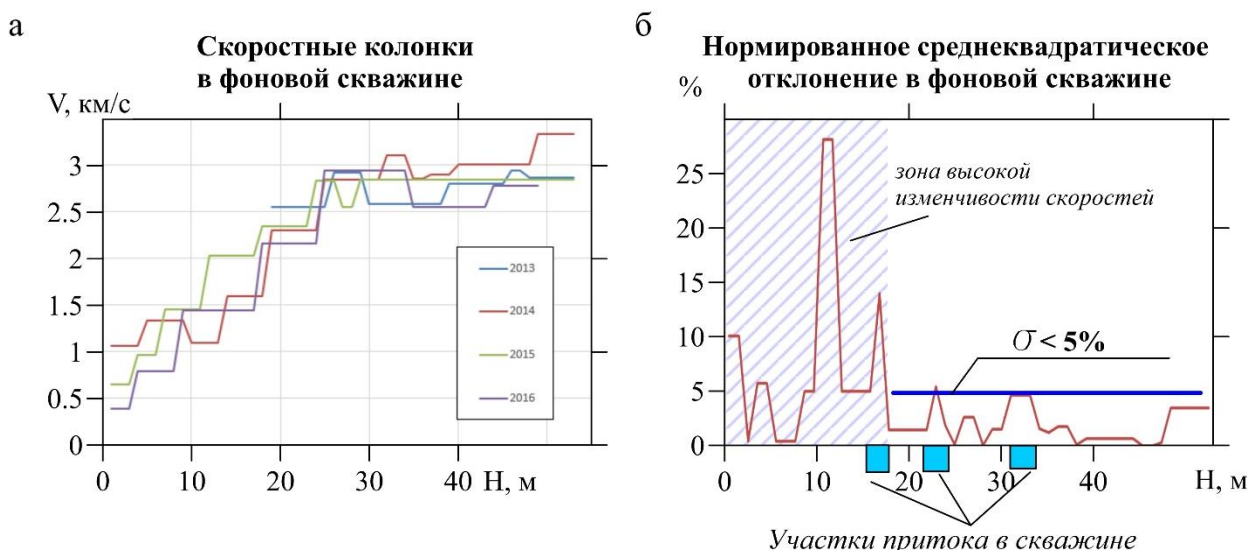 а
Скоростные колонки
в фоновой скважине
V, км/с
3
2.5
2
1.5
1
0.5
0
2013
2014
2015
2016
0 10 20 30 40 H, м
б
Нормированное среднеквадратическое
отклонение в фоновой скважине
%
25
20
15
10
5
0
зона высокой
изменчивости скоростей
σ < 5%
0 10 20 30 40 H, м
Участки притока в скважине